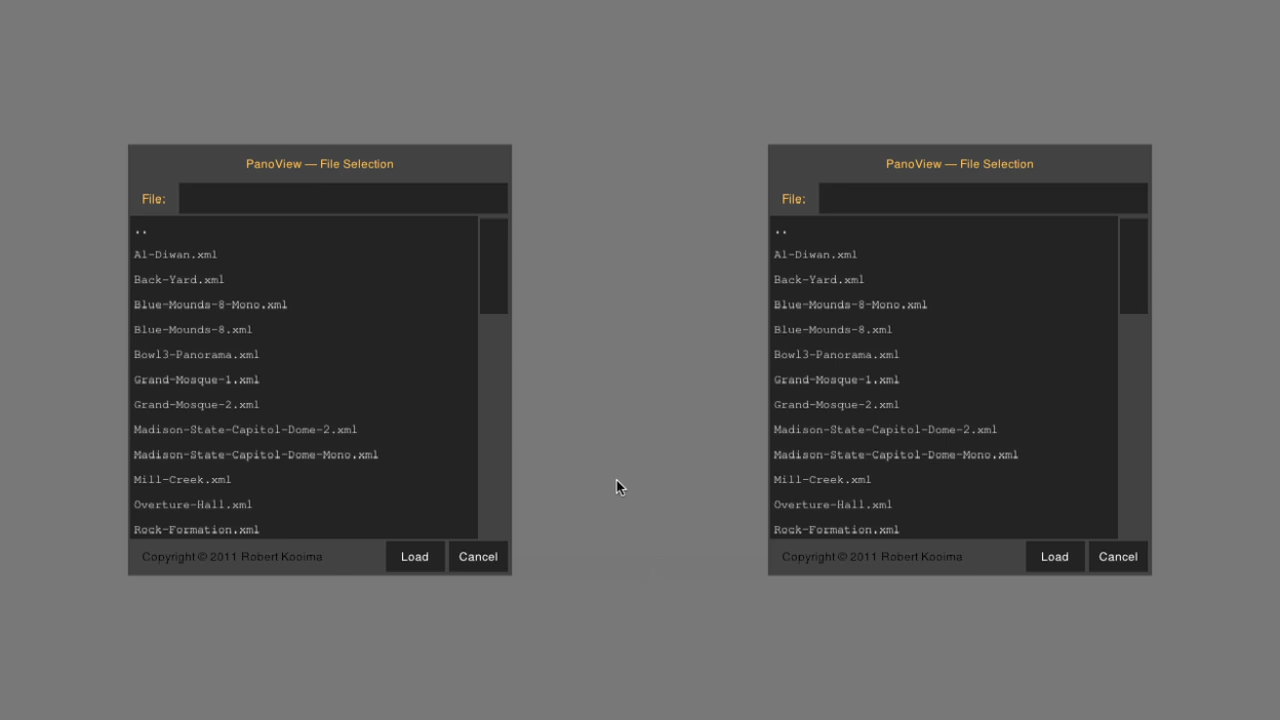 PanoView — File Selection
File:
..
Al-Diwan.xml
Back-Yard.xml
Blue-Mounds-8-Mono.xml
Blue-Mounds-8.xml
Bowl3-Panorama.xml
Grand-Mosque-1.xml
Grand-Mosque-2.xml
Madison-State-Capitol-Dome-2.xml
Madison-State-Capitol-Dome-Mono.xml
Mill-Creek.xml
Overture-Hall.xml
Rock-Formation.xml
Copyright © 2011 Robert Kooima Load Cancel
PanoView — File Selection
File:
..
Al-Diwan.xml
Back-Yard.xml
Blue-Mounds-8-Mono.xml
Blue-Mounds-8.xml
Bowl3-Panorama.xml
Grand-Mosque-1.xml
Grand-Mosque-2.xml
Madison-State-Capitol-Dome-2.xml
Madison-State-Capitol-Dome-Mono.xml
Mill-Creek.xml
Overture-Hall.xml
Rock-Formation.xml
Copyright © 2011 Robert Kooima Load Cancel